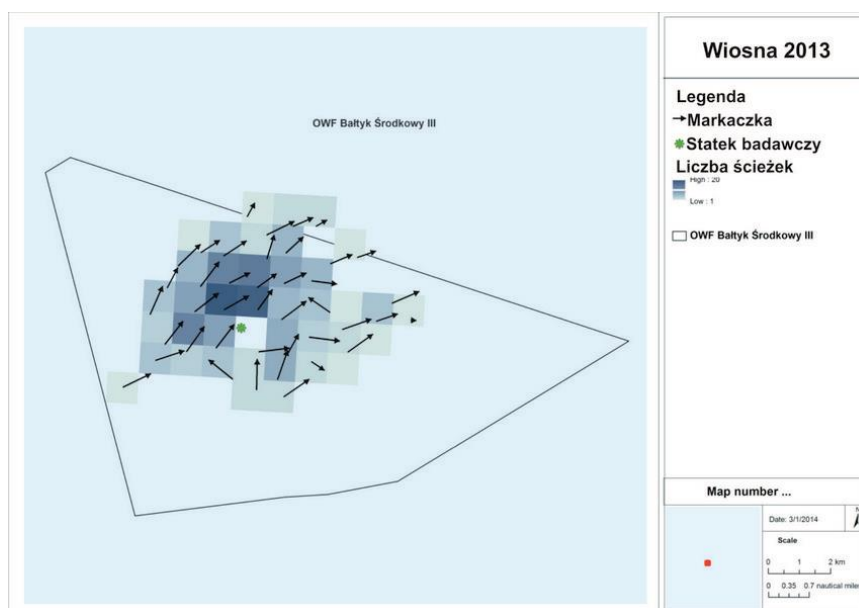 OWF Bałtyk Środkowy III
Wiosna 2013
Legenda
Markaczka
Statek badawczy
Liczba ścieżek
High : 20
Low : 1
OWF Bałtyk Środkowy III
Map number ...
Date: 3/1/2014
N
Scale
0 1 2 km
0 0.35 0.7 nautical miles